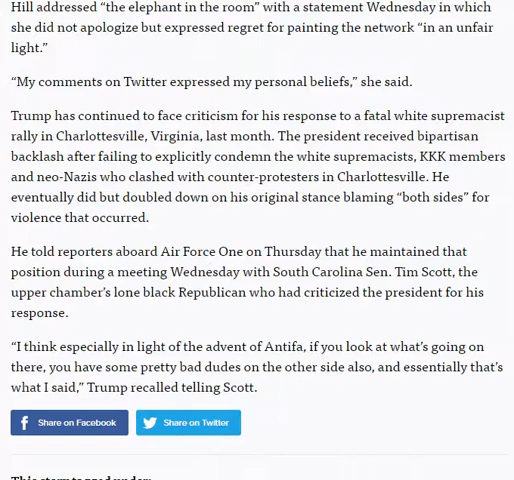 Hill addressed “the elephant in the room” with a statement Wednesday in which
she did not apologize but expressed regret for painting the network “in an unfair
light.”
“My comments on Twitter expressed my personal beliefs,” she said.
Trump has continued to face criticism for his response to a fatal white supremacist
rally in Charlottesville, Virginia, last month. The president received bipartisan
backlash after failing to explicitly condemn the white supremacists, KKK members
and neo-Nazis who clashed with counter-protesters in Charlottesville. He
eventually did but doubled down on his original stance blaming “both sides” for
violence that occurred.
He told reporters aboard Air Force One on Thursday that he maintained that
position during a meeting Wednesday with South Carolina Sen. Tim Scott, the
upper chamber’s lone black Republican who had criticized the president for his
response.
“I think especially in light of the advent of Antifa, if you look at what’s going on
there, you have some pretty bad dudes on the other side also, and essentially that’s
what I said,” Trump recalled telling Scott.
Share on Facebook Share on Twitter
This story tagged under: